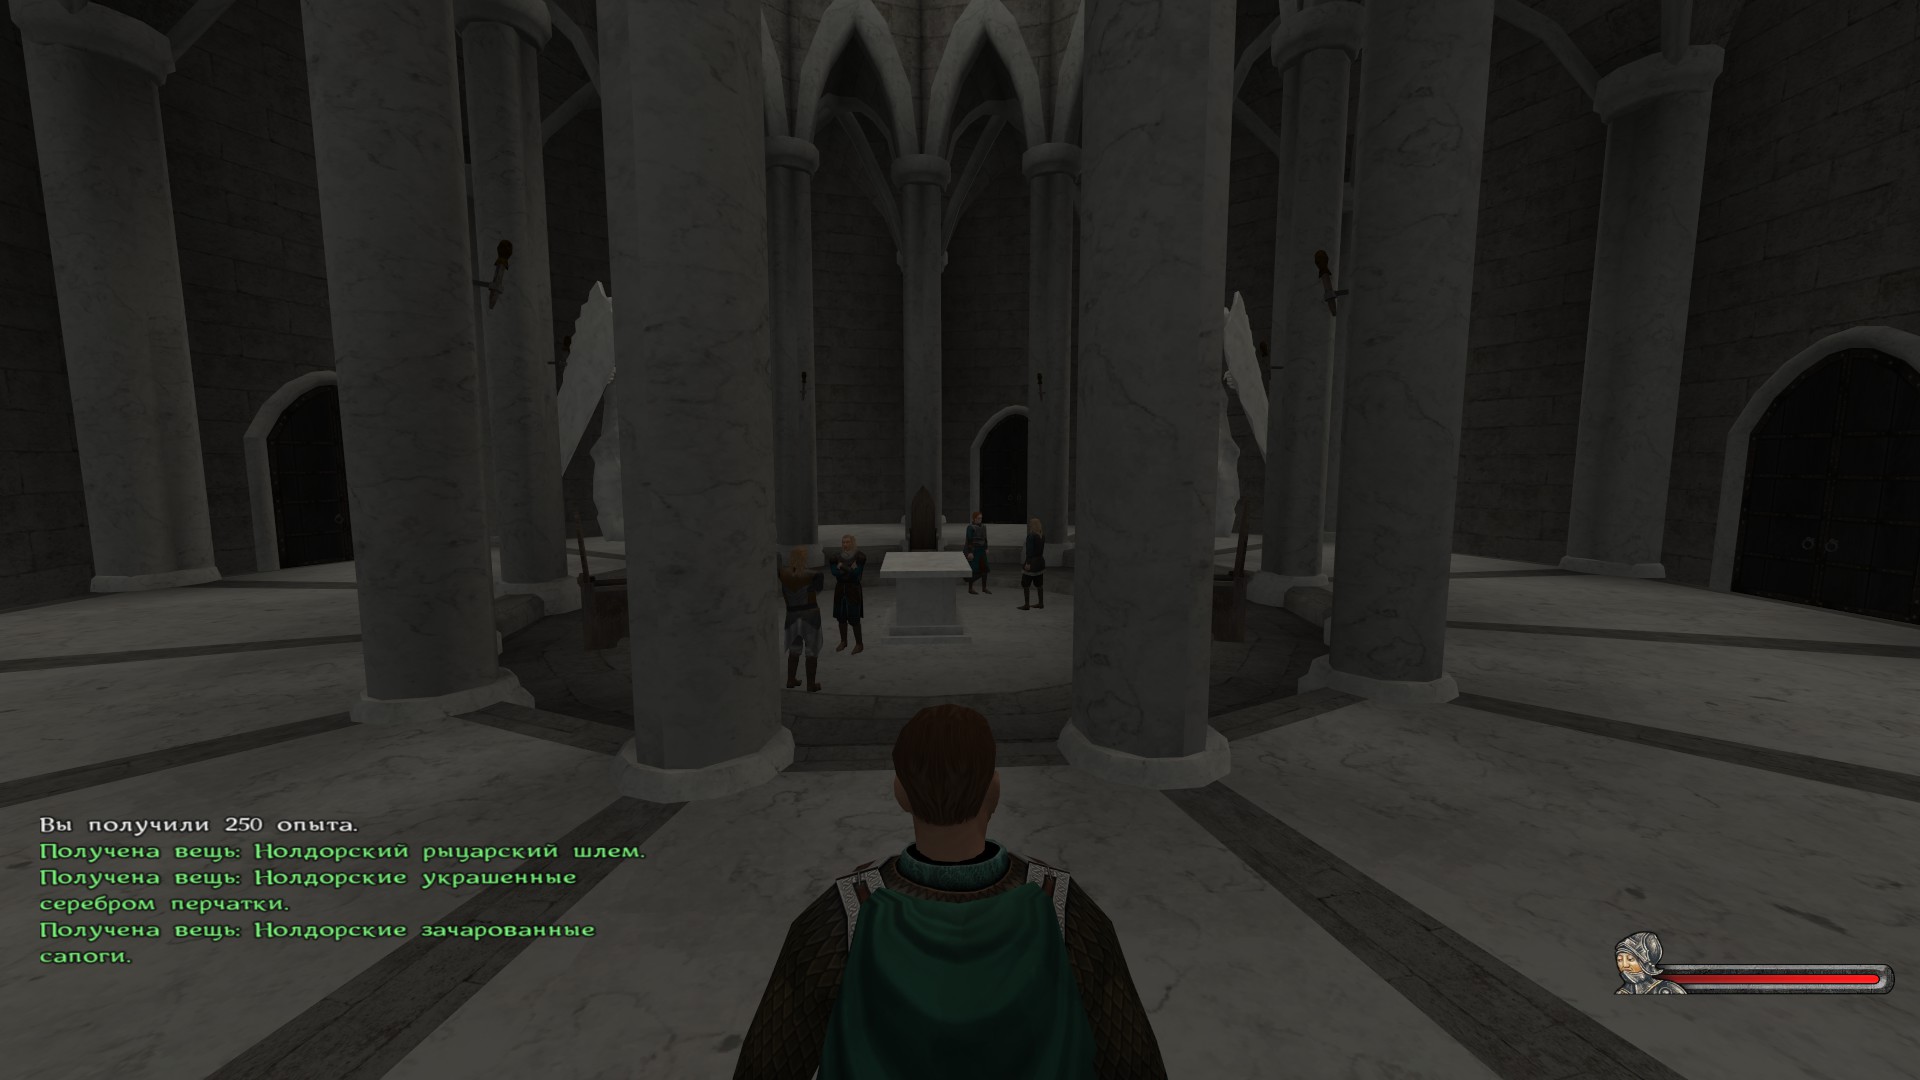 Вы получили 250 опыта.
Получена вещь: Нолдорский рыцарский шлем.
Получена вещь: Нолдорские украшенные
серебром перчатки.
Получена вещь: Нолдорские зачарованные
сапоги.